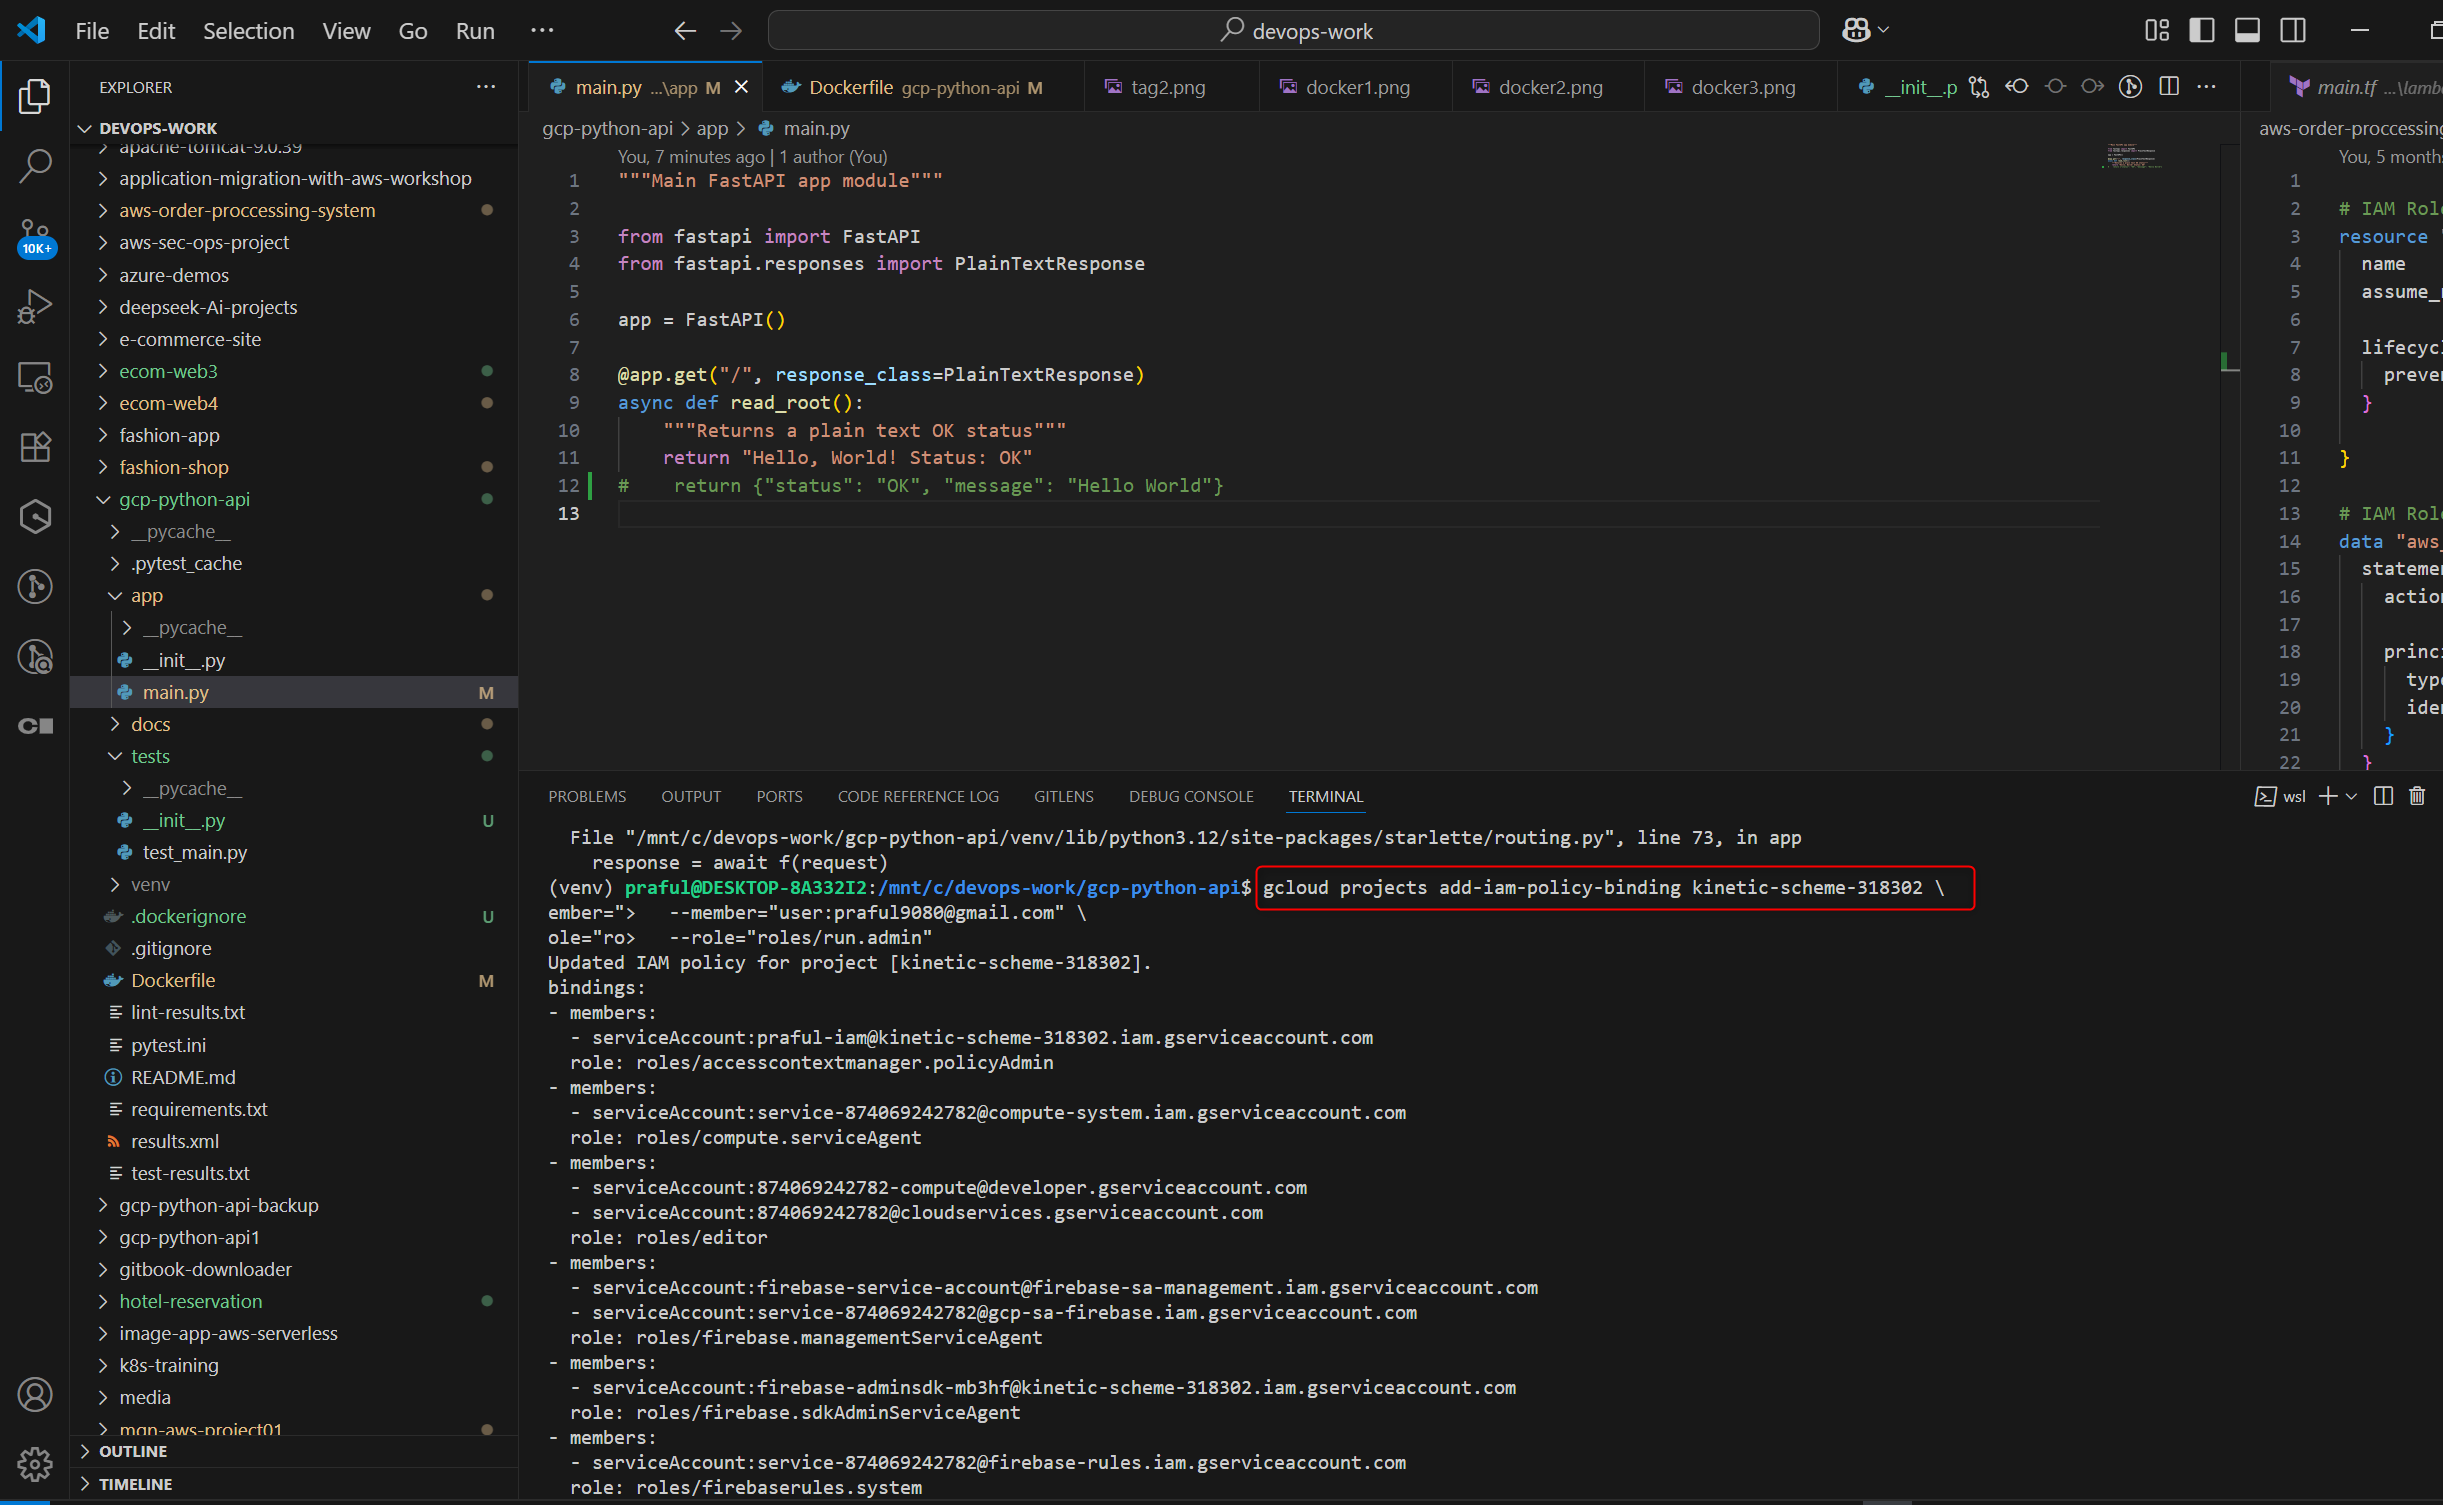 File Edit Selection View Go Run ··· devops-work
EXPLORER ···
DEVOPS-WORK
apache-tomcat-9.0.39
application-migration-with-aws-workshop
aws-order-proccessing-system
aws-sec-ops-project
azure-demos
deepseek-Ai-projects
e-commerce-site
ecom-web3
ecom-web4
fashion-app
fashion-shop
gcp-python-api
__pycache__
.pytest_cache
app
__pycache__
__init__.py
main.py M
docs
tests
__pycache__
__init__.py U
test_main.py
venv
.dockerignore U
.gitignore
Dockerfile M
lint-results.txt
pytest.ini
README.md
requirements.txt
results.xml
test-results.txt
gcp-python-api-backup
gcp-python-api1
gitbook-downloader
hotel-reservation
image-app-aws-serverless
k8s-training
media
mgn-aws-project01
OUTLINE
TIMELINE
10K+
main.py ...\app M Dockerfile gcp-python-api M tag2.png docker1.png docker2.png docker3.png __init__.p
gcp-python-api > app > main.py
You, 7 minutes ago | 1 author (You)
1 """Main FastAPI app module"""
2
3 from fastapi import FastAPI
4 from fastapi.responses import PlainTextResponse
5
6 app = FastAPI()
7
8 @app.get("/", response_class=PlainTextResponse)
9 async def read_root():
10 """Returns a plain text OK status"""
11 return "Hello, World! Status: OK"
12 # return {"status": "OK", "message": "Hello World"}
13
main.tf ...\lamb
aws-order-proccessing
You, 5 month
1
2 # IAM Rol
3 resource
4 name
5 assume_
6
7 lifecyc
8 preve
9 }
10
11 }
12
13 # IAM Rol
14 data "aws_
15 stateme
16 actio
17
18 princ
19 type
20 ide
21 }
22 }
PROBLEMS OUTPUT PORTS CODE REFERENCE LOG GITLENS DEBUG CONSOLE TERMINAL wsl
File "/mnt/c/devops-work/gcp-python-api/venv/lib/python3.12/site-packages/starlette/routing.py", line 73, in app
response = await f(request)
(venv) praful@DESKTOP-8A332I2:/mnt/c/devops-work/gcp-python-api$ gcloud projects add-iam-policy-binding kinetic-scheme-318302 \
ember="> --member="user:praful9080@gmail.com" \
ole="ro> --role="roles/run.admin"
Updated IAM policy for project [kinetic-scheme-318302].
bindings:
- members:
- serviceAccount:praful-iam@kinetic-scheme-318302.iam.gserviceaccount.com
role: roles/accesscontextmanager.policyAdmin
- members:
- serviceAccount:service-874069242782@compute-system.iam.gserviceaccount.com
role: roles/compute.serviceAgent
- members:
- serviceAccount:874069242782-compute@developer.gserviceaccount.com
- serviceAccount:874069242782@cloudservices.gserviceaccount.com
role: roles/editor
- members:
- serviceAccount:firebase-service-account@firebase-sa-management.iam.gserviceaccount.com
- serviceAccount:service-874069242782@gcp-sa-firebase.iam.gserviceaccount.com
role: roles/firebase.managementServiceAgent
- members:
- serviceAccount:firebase-adminsdk-mb3hf@kinetic-scheme-318302.iam.gserviceaccount.com
role: roles/firebase.sdkAdminServiceAgent
- members:
- serviceAccount:service-874069242782@firebase-rules.iam.gserviceaccount.com
role: roles/firebaserules.system